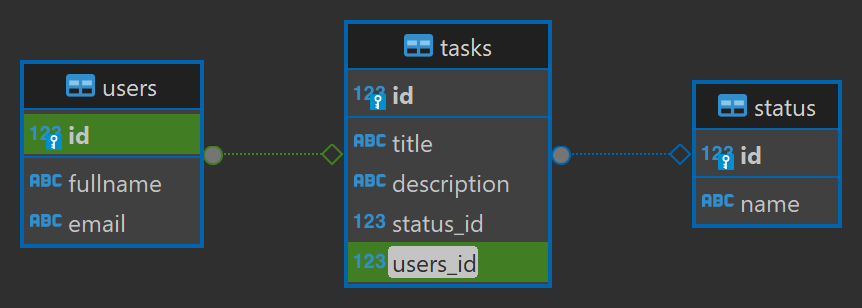 users
123 id
ABC fullname
ABC email
tasks
123 id
ABC title
ABC description
123 status_id
123 users_id
status
123 id
ABC name